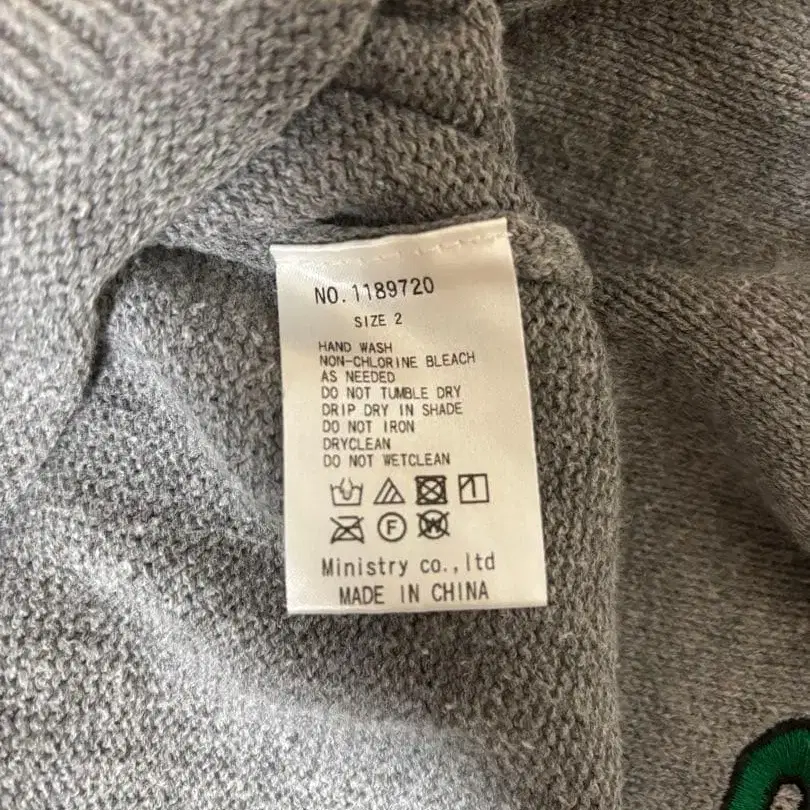 NO. 1189720
SIZE 2
HAND WASH
NON-CHLORINE BLEACH
AS NEEDED
DO NOT TUMBLE DRY
DRIP DRY IN SHADE
DO NOT IRON
DRYCLEAN
DO NOT WETCLEAN
F W
Ministry co.,ltd
MADE IN CHINA